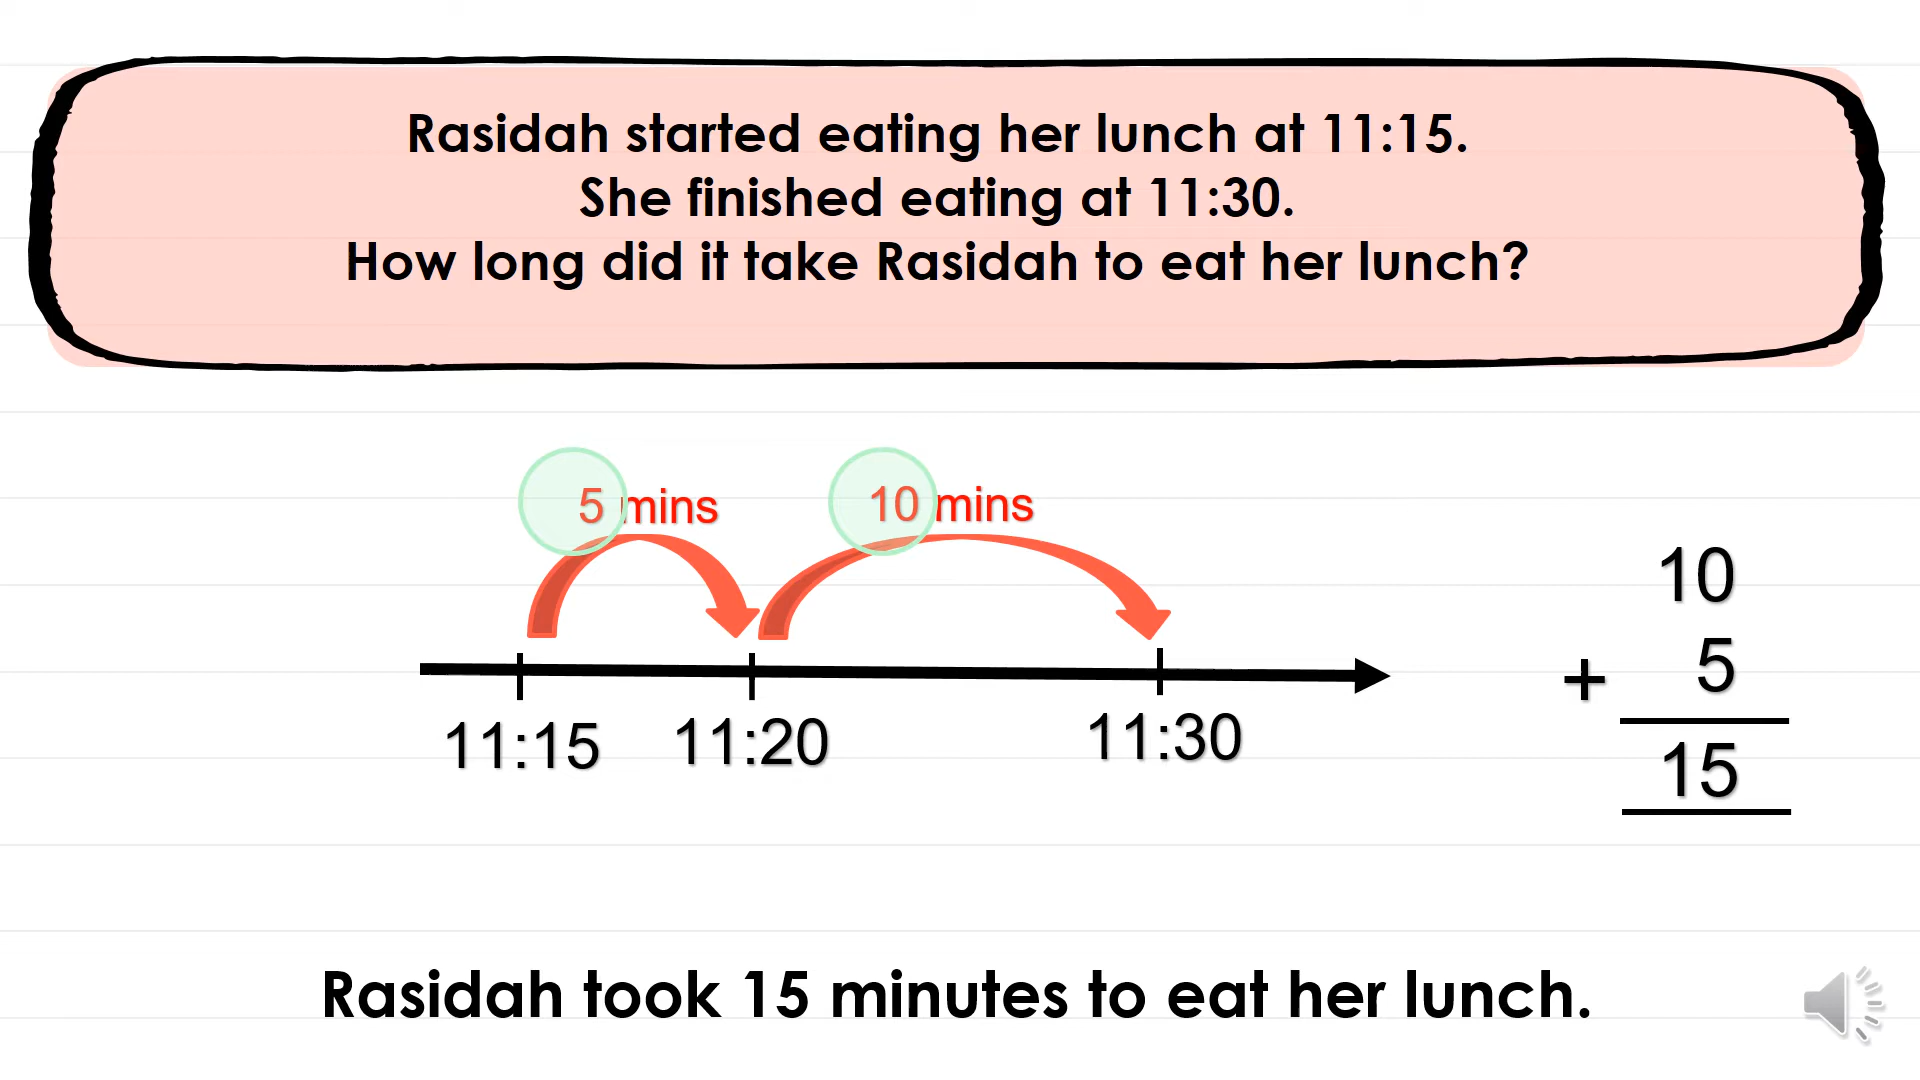 Rasidah started eating her lunch at 11:15.
She finished eating at 11:30.
How long did it take Rasidah to eat her lunch?
5 mins
10 mins
11:15
11:20
11:30
10
+ 5
15
Rasidah took 15 minutes to eat her lunch.